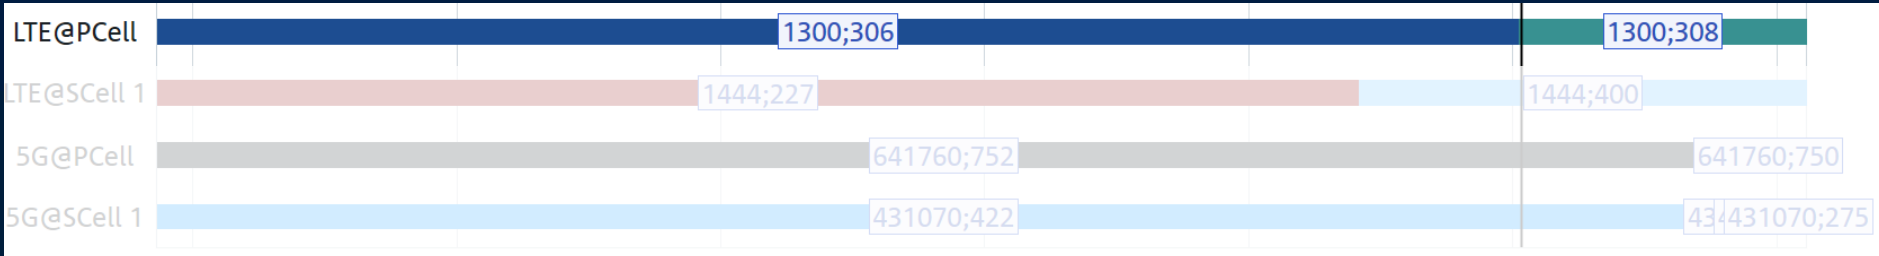 LTE@PCell 1300;306 1300;308
LTE@SCell 1 1444;227 1444;400
5G@PCell 641760;752 641760;750
5G@SCell 1 431070;422 431070;275